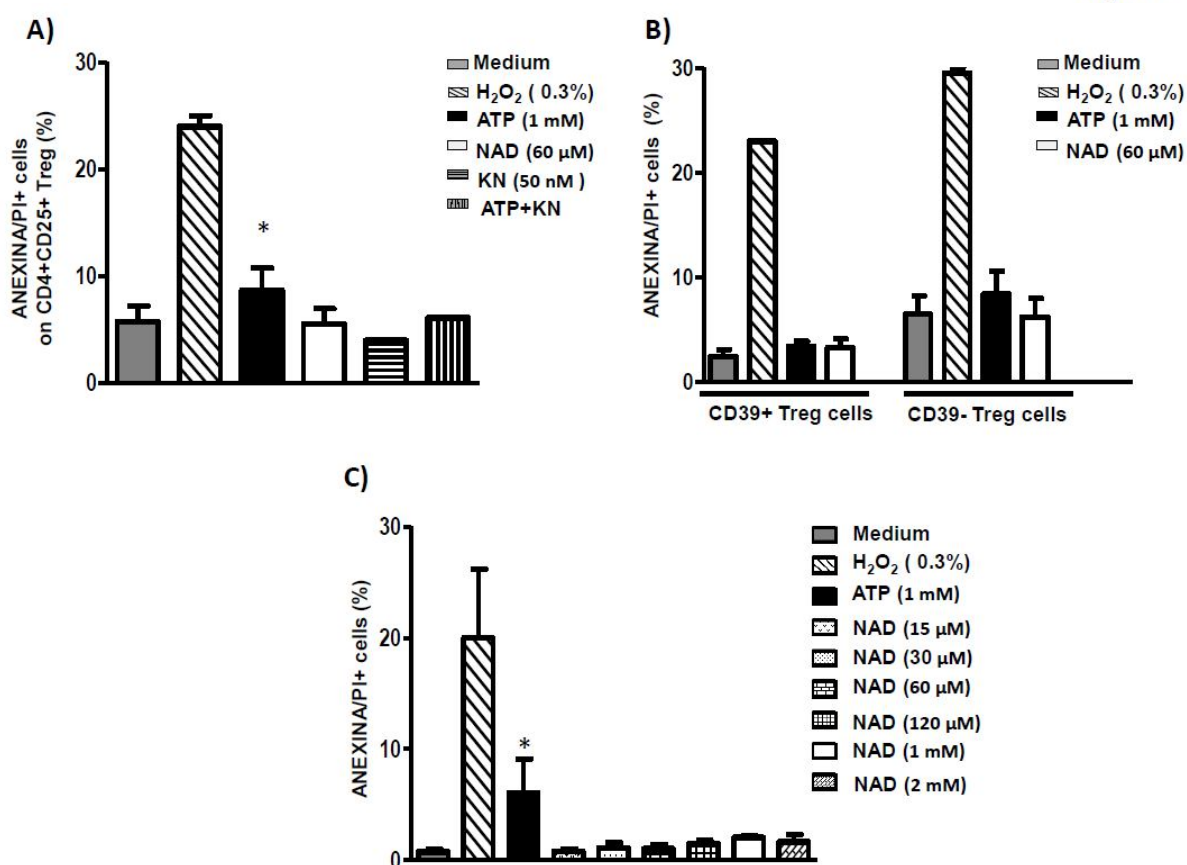 A)
ANEXINA/PI+ cells
on CD4+CD25+ Treg (%)
30
20
10
0
*
Medium
H₂O₂ ( 0.3%)
ATP (1 mM)
NAD (60 µM)
KN (50 nM )
ATP+KN
B)
ANEXINA/PI+ cells (%)
30
20
10
0
CD39+ Treg cells
CD39- Treg cells
Medium
H₂O₂ ( 0.3%)
ATP (1 mM)
NAD (60 µM)
C)
ANEXINA/PI+ cells (%)
30
20
10
0
*
Medium
H₂O₂ ( 0.3%)
ATP (1 mM)
NAD (15 µM)
NAD (30 µM)
NAD (60 µM)
NAD (120 µM)
NAD (1 mM)
NAD (2 mM)